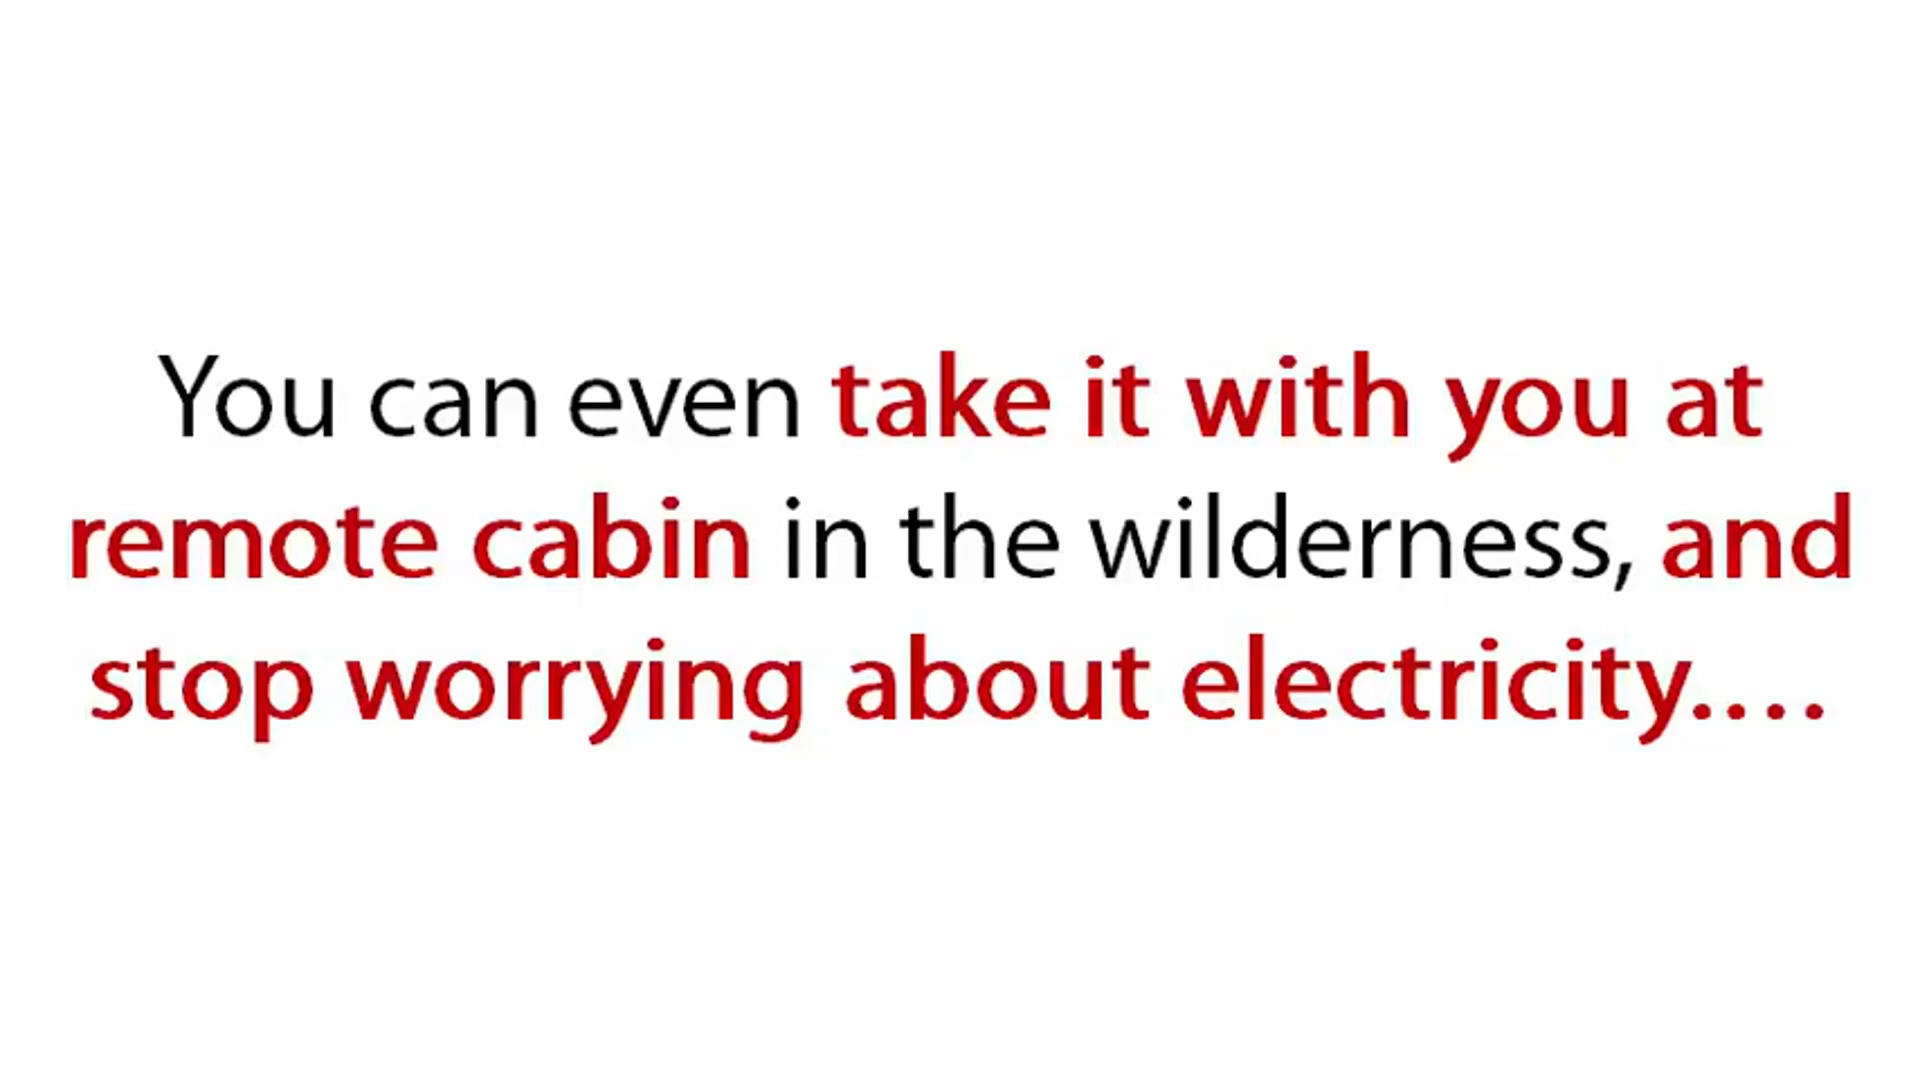 You can even take it with you at
remote cabin in the wilderness, and
stop worrying about electricity....